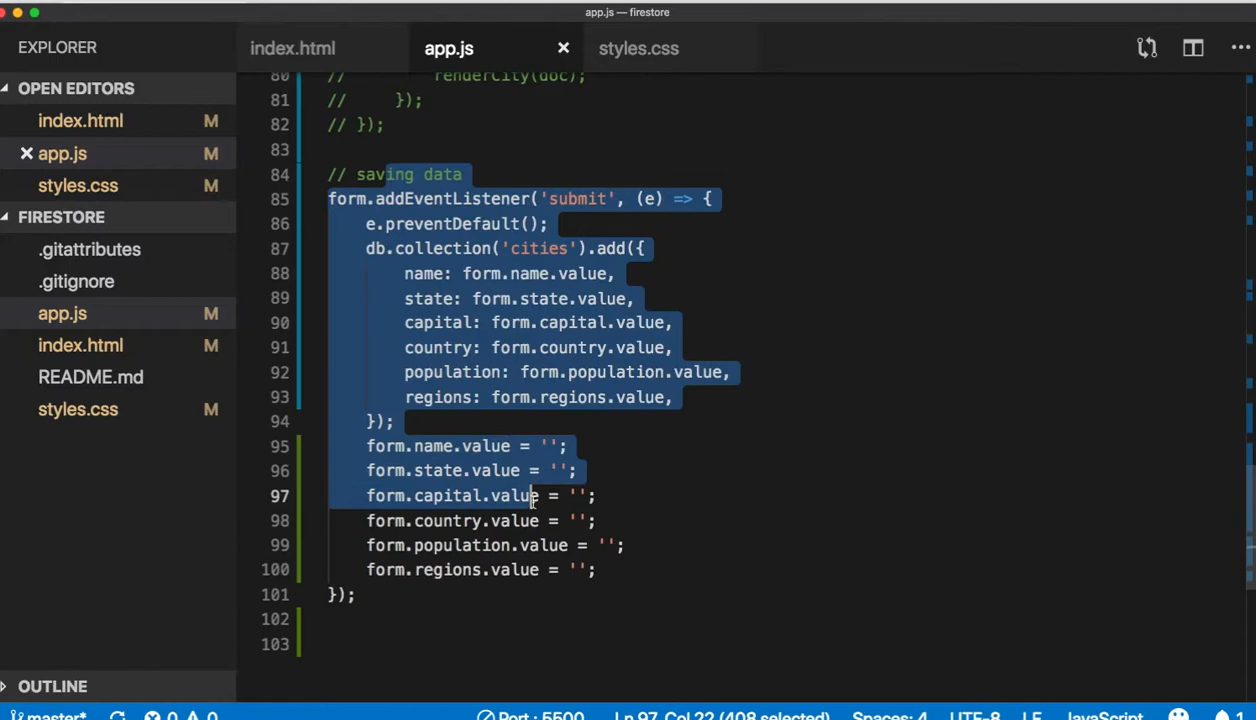 app.js — firestore
EXPLORER
index.html
app.js
styles.css
OPEN EDITORS
index.html M
app.js M
styles.css M
FIRESTORE
.gitattributes
.gitignore
app.js M
index.html M
README.md
styles.css M
OUTLINE
80 // renderCity(doc);
81 // });
82 // });
83
84 // saving data
85 form.addEventListener('submit', (e) => {
86 e.preventDefault();
87 db.collection('cities').add({
88 name: form.name.value,
89 state: form.state.value,
90 capital: form.capital.value,
91 country: form.country.value,
92 population: form.population.value,
93 regions: form.regions.value,
94 });
95 form.name.value = '';
96 form.state.value = '';
97 form.capital.value = '';
98 form.country.value = '';
99 form.population.value = '';
100 form.regions.value = '';
101 });
102
103
master* 0 0 Port : 5500 Ln 97, Col 22 (408 selected) Spaces: 4 UTF-8 LF JavaScript 1